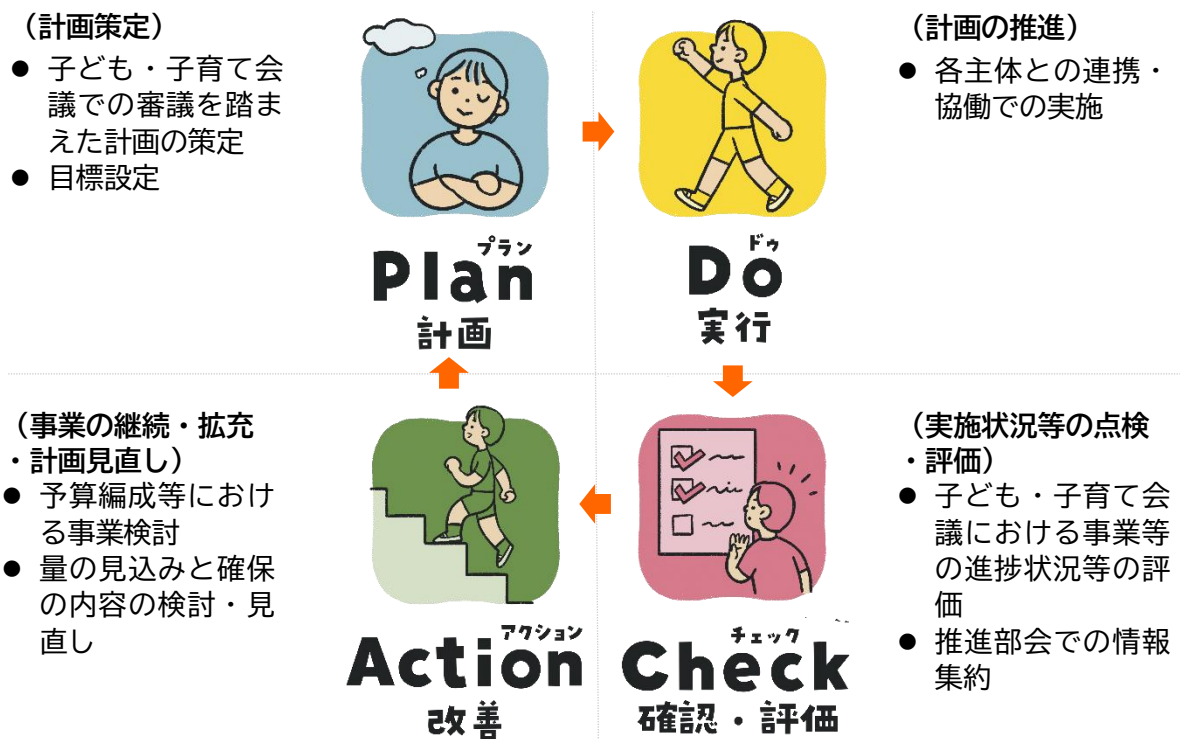 （計画策定）
● 子ども・子育て会
議での審議を踏ま
えた計画の策定
● 目標設定
プラン
Plan
計画
ドゥ
Do
実行
（計画の推進）
● 各主体との連携・
協働での実施
（事業の継続・拡充
・計画見直し）
● 予算編成等におけ
る事業検討
● 量の見込みと確保
の内容の検討・見
直し
アクション
Action
改善
チェック
Check
確認・評価
（実施状況等の点検
・評価）
● 子ども・子育て会
議における事業等
の進捗状況等の評
価
● 推進部会での情報
集約